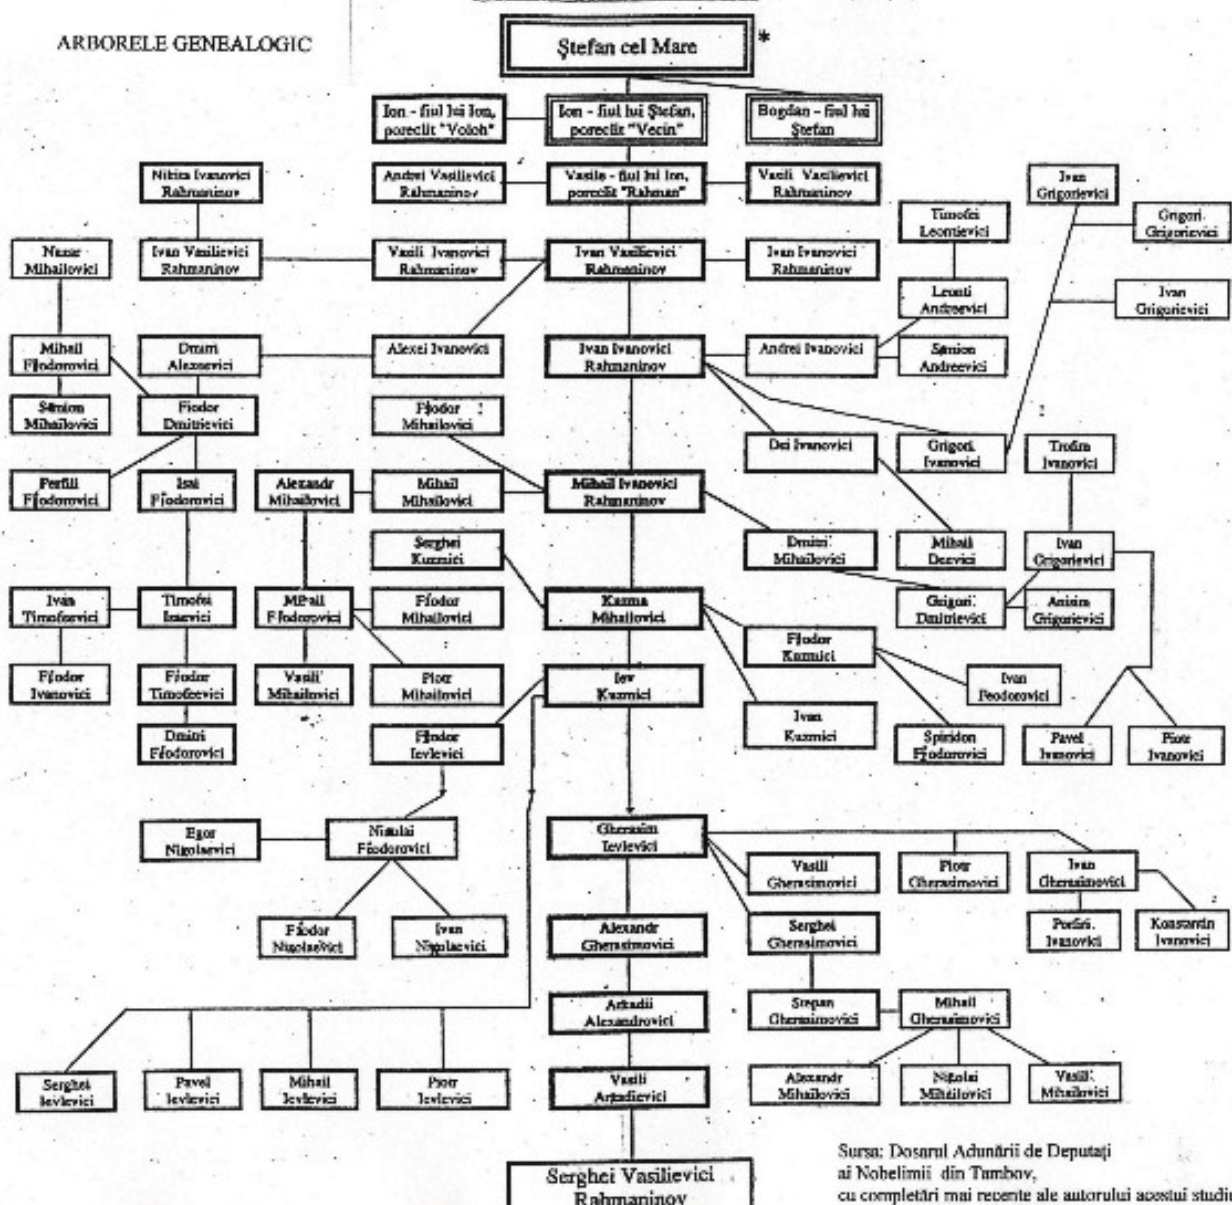 ARBORELE GENEALOGIC
Ștefan cel Mare *
Ion - fiul lui Ion,
poreclit "Voloh"
Ion - fiul lui Ștefan,
poreclit "Vecin"
Bogdan - fiul lui
Ștefan
Nikita Ivanovici
Rahmaninov
Andrei Vasilievici
Rahmaninov
Vasile - fiul lui Ion,
poreclit "Rahman"
Vasili Vasilievici
Rahmaninov
Ivan
Grigorievici
Timofei
Leontievici
Grigori
Grigorievici
Nazar
Mihailovici
Ivan Vasilievici
Rahmaninov
Vasili Ivanovici
Rahmaninov
Ivan Vasilievici
Rahmaninov
Ivan Ivanovici
Rahmaninov
Leonti
Andreevici
Ivan
Grigorievici
Mihail
Fiodorovici
Dmitri
Alexeevici
Alexei Ivanovici
Ivan Ivanovici
Rahmaninov
Andrei Ivanovici
Semion
Andreevici
Semion
Mihailovici
Fiodor
Dmitrievici
Fiodor
Mihailovici
Dei Ivanovici
Grigori
Ivanovici
Trofim
Ivanovici
Perfili
Fiodorovici
Isai
Fiodorovici
Alexandr
Mihailovici
Mihail
Mihailovici
Mihail Ivanovici
Rahmaninov
Serghei
Kuzmici
Dmitri
Mihailovici
Mihail
Deevici
Ivan
Grigorievici
Ivan
Timofeevici
Timofei
Isaevici
Mihail
Fiodorovici
Fiodor
Mihailovici
Kuzma
Mihailovici
Grigori
Dmitrievici
Anisim
Grigorievici
Fiodor
Kuzmici
Fiodor
Ivanovici
Fiodor
Timofeevici
Vasili
Mihailovici
Piotr
Mihailovici
Iev
Kuzmici
Ivan
Feodorovici
Dmitri
Fiodorovici
Fiodor
Ievlevici
Ivan
Kuzmici
Spiridon
Fiodorovici
Pavel
Ivanovici
Piotr
Ivanovici
Egor
Nikolaevici
Nikolai
Fiodorovici
Gherasim
Ievlevici
Vasili
Gherasimovici
Piotr
Gherasimovici
Ivan
Gherasimovici
Fiodor
Nikolaevici
Ivan
Nikolaevici
Alexandr
Gherasimovici
Serghei
Gherasimovici
Porfiri
Ivanovici
Konstantin
Ivanovici
Arkadii
Alexandrovici
Stepan
Gherasimovici
Mihail
Gherasimovici
Serghei
Ievlevici
Pavel
Ievlevici
Mihail
Ievlevici
Piotr
Ievlevici
Vasili
Arkadievici
Alexandr
Mihailovici
Nikolai
Mihailovici
Vasili
Mihailovici
Serghei Vasilievici
Rahmaninov
Sursa: Dosarul Adunării de Deputați
ai Nobelimii din Tambov,
cu completări mai recente ale autorului acestui studiu